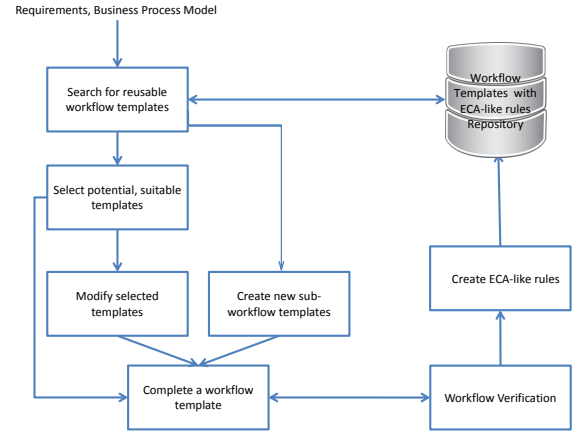 Requirements, Business Process Model
Search for reusable
workflow templates
Workflow
Templates with
ECA-like rules
Repository
Select potential, suitable
templates
Modify selected
templates
Create new sub-
workflow templates
Create ECA-like rules
Complete a workflow
template
Workflow Verification